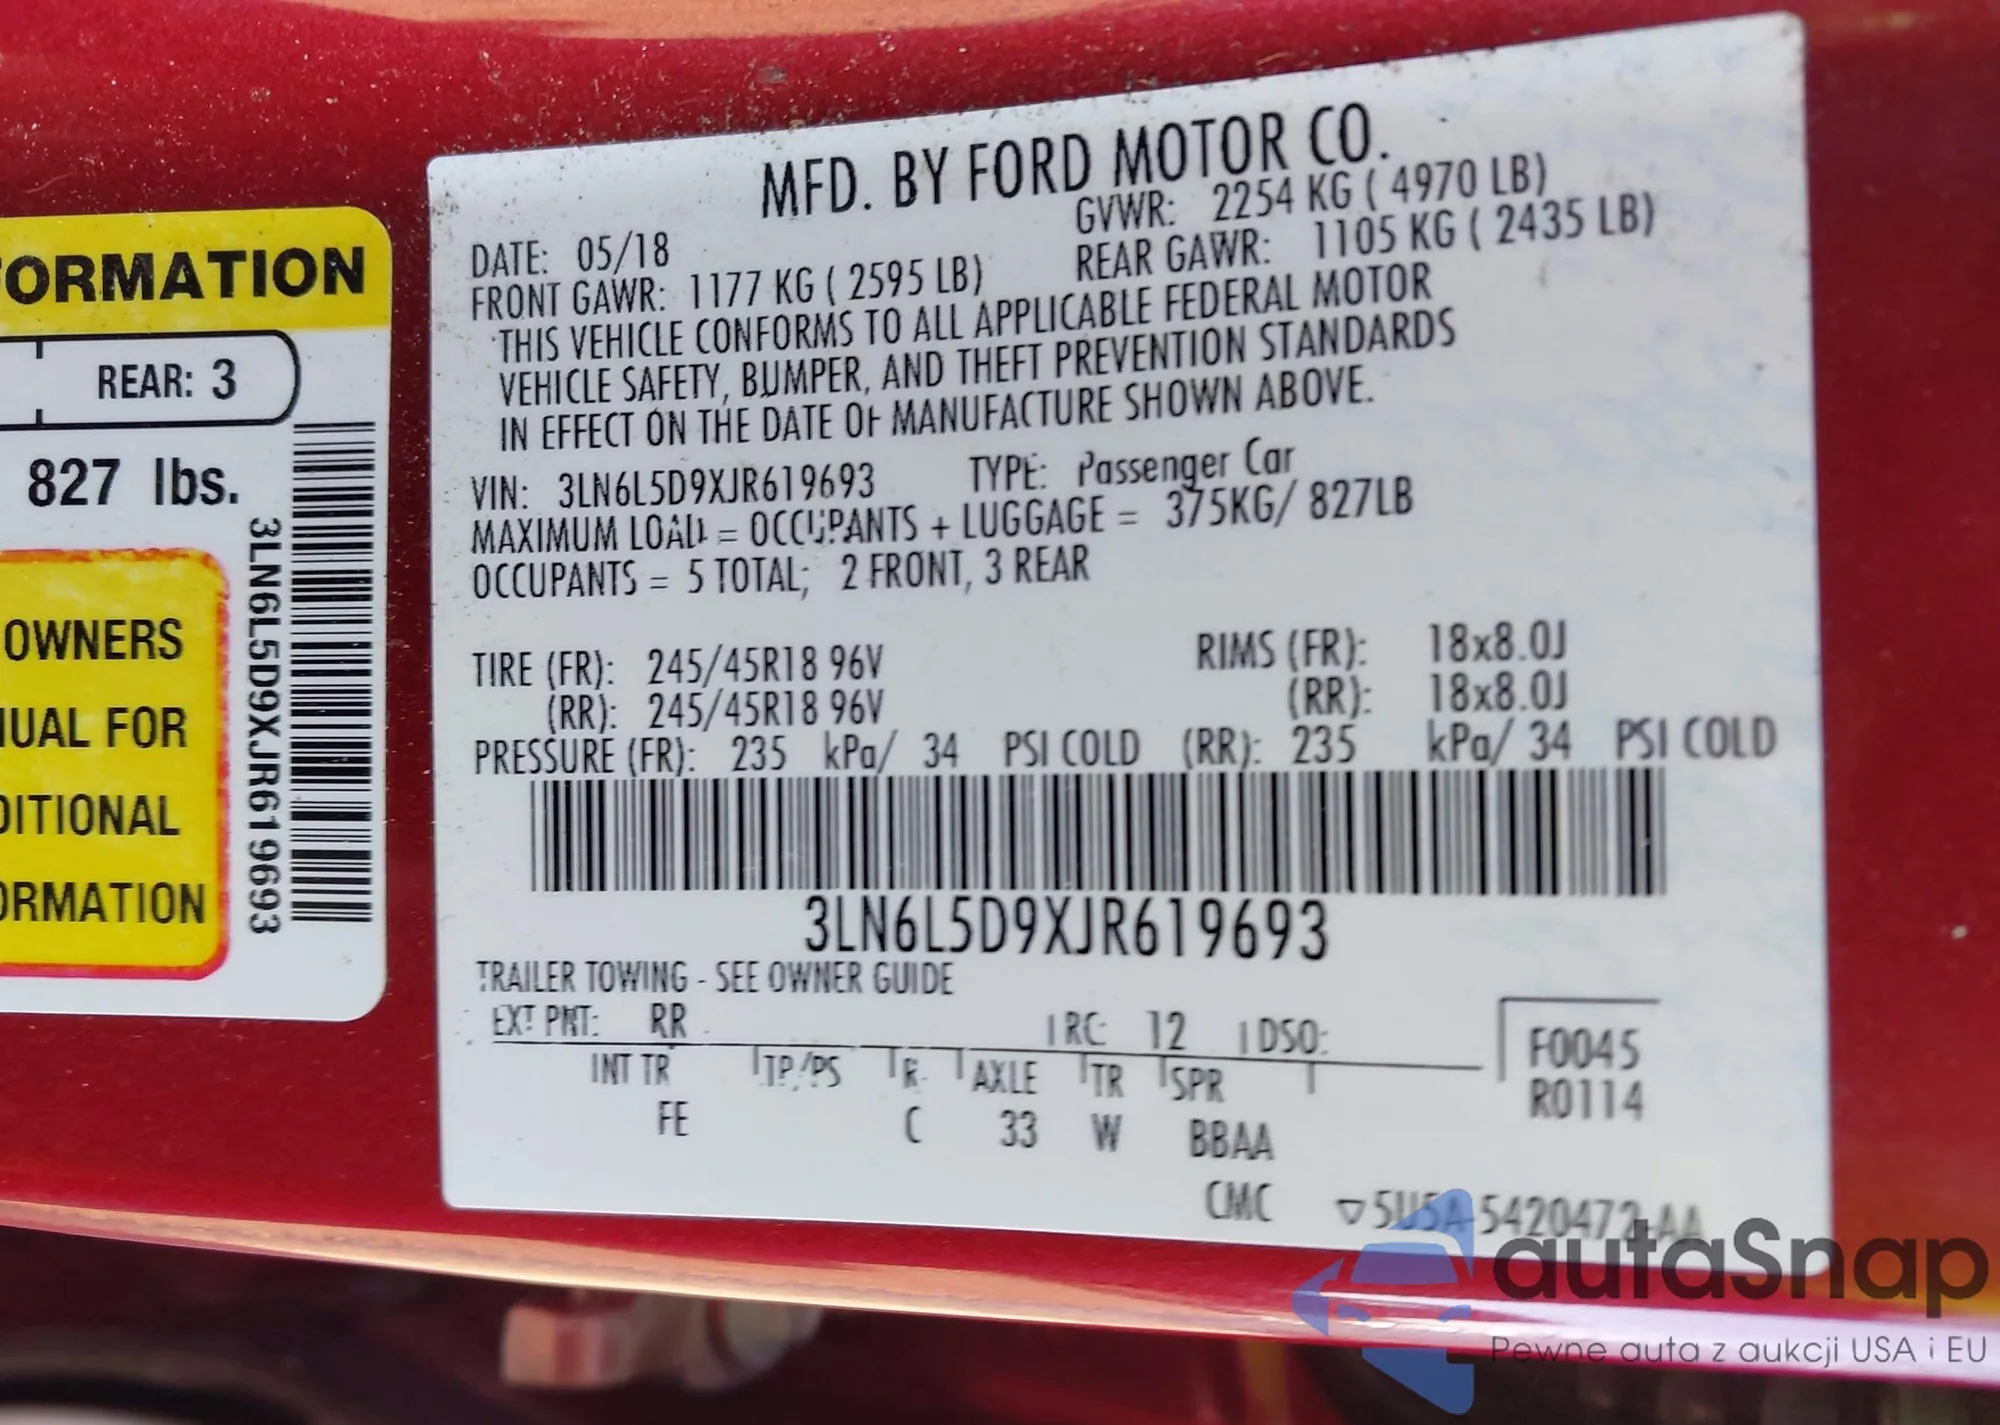 FORMATION
REAR: 3
827 lbs.
OWNERS
UAL FOR
DITIONAL
ORMATION
3LN6L5D9XJR619693
MFD. BY FORD MOTOR CO.
DATE: 05/18 GVWR: 2254 KG ( 4970 LB)
FRONT GAWR: 1177 KG ( 2595 LB) REAR GAWR: 1105 KG ( 2435 LB)
THIS VEHICLE CONFORMS TO ALL APPLICABLE FEDERAL MOTOR
VEHICLE SAFETY, BUMPER, AND THEFT PREVENTION STANDARDS
IN EFFECT ON THE DATE OF MANUFACTURE SHOWN ABOVE.
VIN: 3LN6L5D9XJR619693 TYPE: Passenger Car
MAXIMUM LOAD = OCCUPANTS + LUGGAGE = 375KG/ 827LB
OCCUPANTS = 5 TOTAL; 2 FRONT, 3 REAR
TIRE (FR): 245/45R18 96V RIMS (FR): 18x8.0J
(RR): 245/45R18 96V (RR): 18x8.0J
PRESSURE (FR): 235 kPa/ 34 PSI COLD (RR): 235 kPa/ 34 PSI COLD
3LN6L5D9XJR619693
TRAILER TOWING - SEE OWNER GUIDE
EXT PNT: RR RC: 12 DSO:
F0045
R0114
INT TR TP/PS R AXLE TR SPR
FE C 33 W BBAA
CMC ▽5U5A-5420472-AA
autaSnap
Pewne auta z aukcji USA i EU